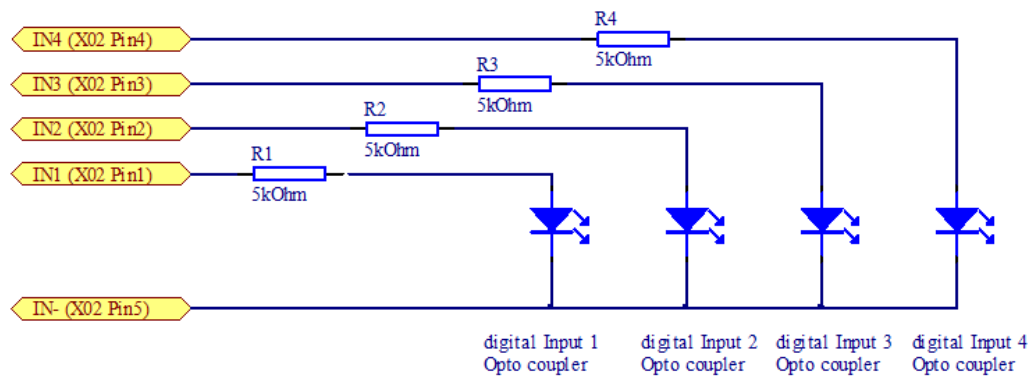 R4
IN4 (X02 Pin4)
5kOhm
R3
IN3 (X02 Pin3)
5kOhm
R2
IN2 (X02 Pin2)
5kOhm
R1
IN1 (X02 Pin1)
5kOhm
IN- (X02 Pin5)
digital Input 1
Opto coupler
digital Input 2
Opto coupler
digital Input 3
Opto coupler
digital Input 4
Opto coupler